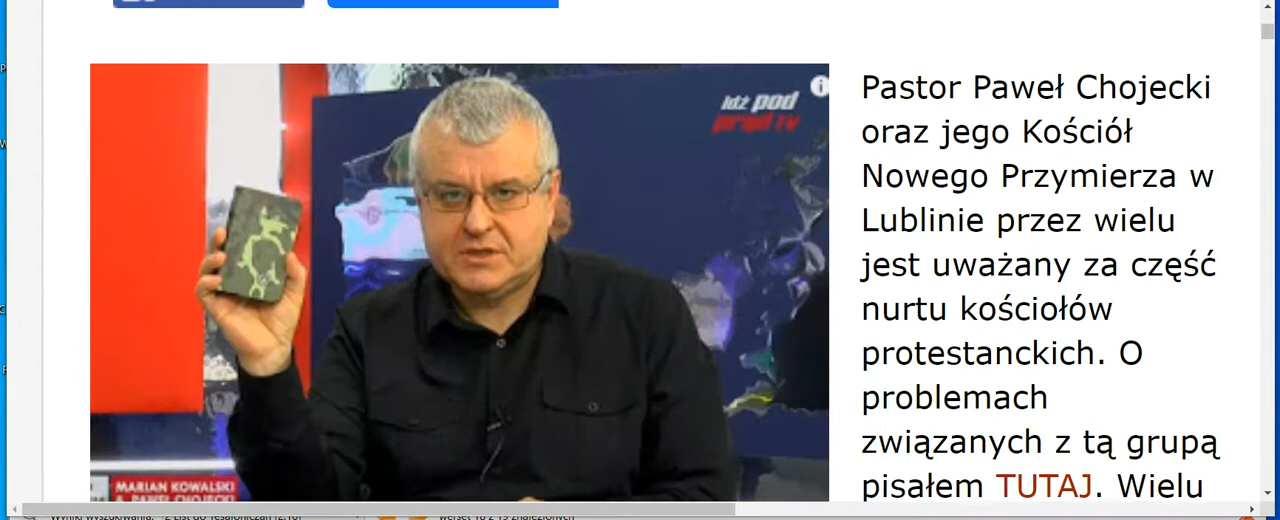 idź pod
prąd TV
Pastor Paweł Chojecki
oraz jego Kościół
Nowego Przymierza w
Lublinie przez wielu
jest uważany za część
nurtu kościołów
protestanckich. O
problemach
związanych z tą grupą
pisałem TUTAJ. Wielu
MARIAN KOWALSKI
& PAWEŁ CHOJECKI